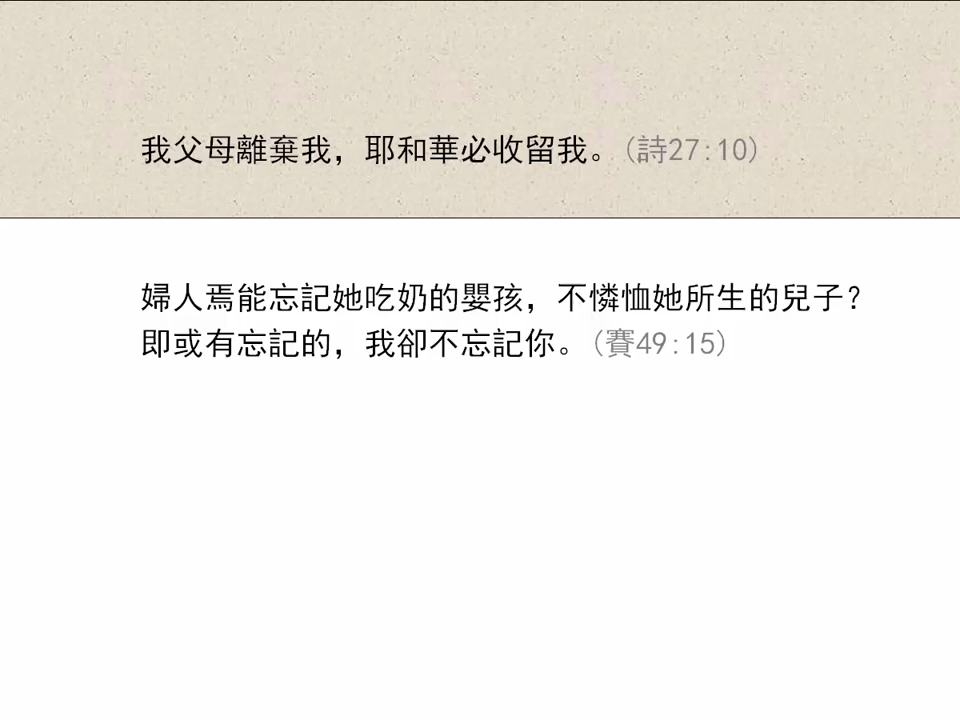 我父母離棄我，耶和華必收留我。(詩27:10)
婦人焉能忘記她吃奶的嬰孩，不憐恤她所生的兒子？
即或有忘記的，我卻不忘記你。(賽49:15)